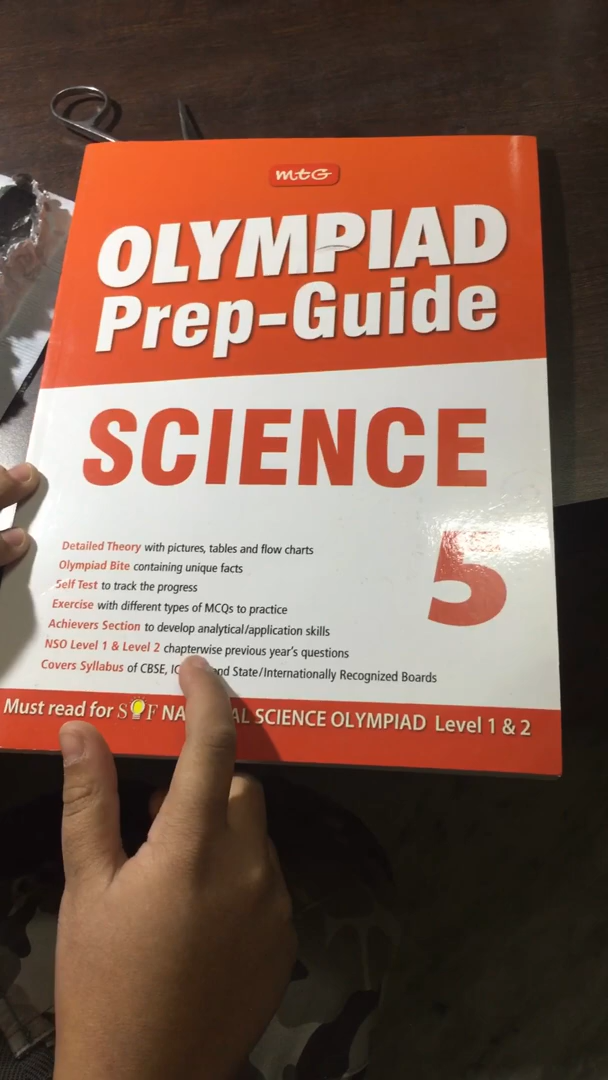 mtG
OLYMPIAD
Prep-Guide
SCIENCE
5
Detailed Theory with pictures, tables and flow charts
Olympiad Bite containing unique facts
Self Test to track the progress
Exercise with different types of MCQs to practice
Achievers Section to develop analytical/application skills
NSO Level 1 & Level 2 chapterwise previous year's questions
Covers Syllabus of CBSE, and State/Internationally Recognized Boards
Must read for SOF SCIENCE OLYMPIAD Level 1 & 2